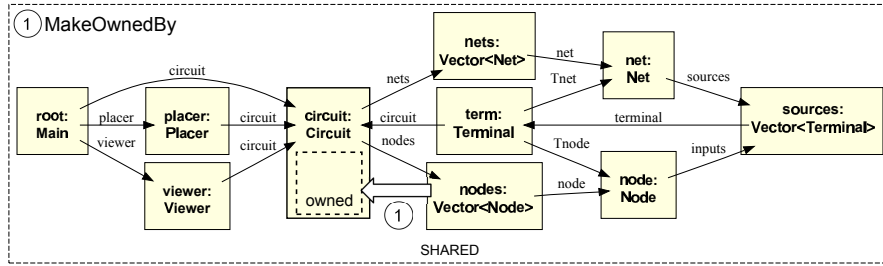 1 MakeOwnedBy
nets:
Vector<Net>
net
net:
Net
circuit
nets
Tnet
sources
root:
Main
placer
placer:
Placer
circuit
circuit:
Circuit
circuit
term:
Terminal
terminal
sources:
Vector<Terminal>
viewer
circuit
nodes
Tnode
inputs
viewer:
Viewer
owned
1
nodes:
Vector<Node>
node
node:
Node
SHARED